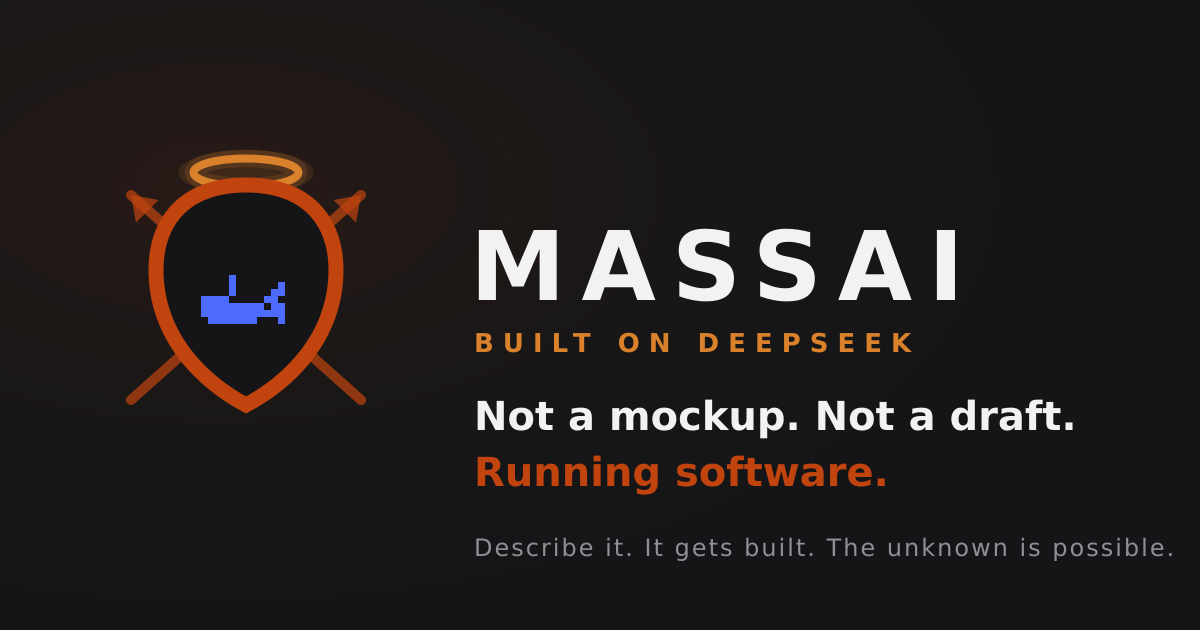 MASSAI
BUILT ON DEEPSEEK
Not a mockup. Not a draft.
Running software.
Describe it. It gets built. The unknown is possible.